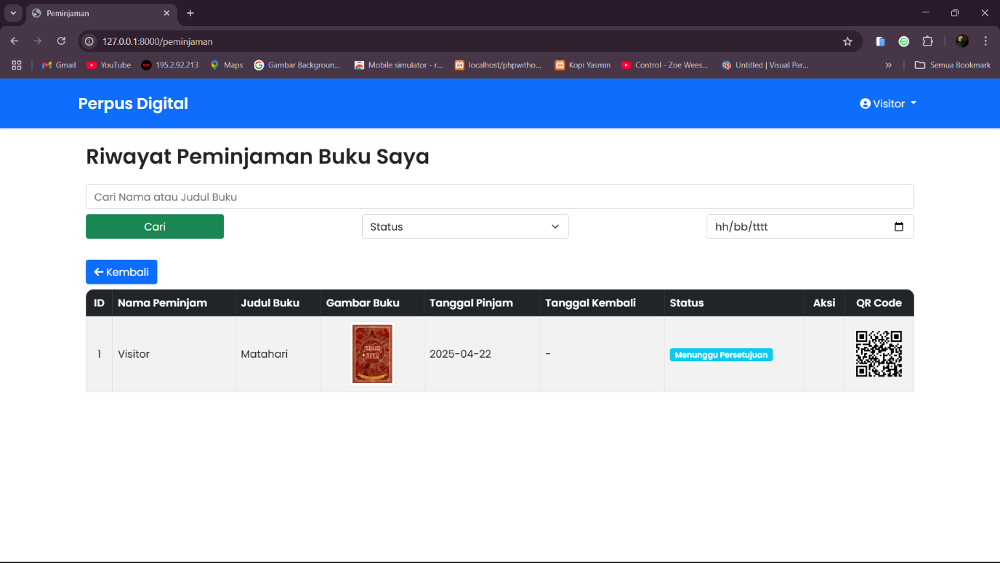 Peminjaman
127.0.0.1:8000/peminjaman
Gmail YouTube 195.2.92.213 Maps Gambar Backgroun... Mobile simulator - r... localhost/phpwitho... Kopi Yasmin Control - Zoe Wees... Untitled | Visual Par... » Semua Bookmark
Perpus Digital
Visitor
Riwayat Peminjaman Buku Saya
Cari Nama atau Judul Buku
Cari Status hh/bb/tttt
Kembali
ID Nama Peminjam Judul Buku Gambar Buku Tanggal Pinjam Tanggal Kembali Status Aksi QR Code
1 Visitor Matahari 2025-04-22 - Menunggu Persetujuan